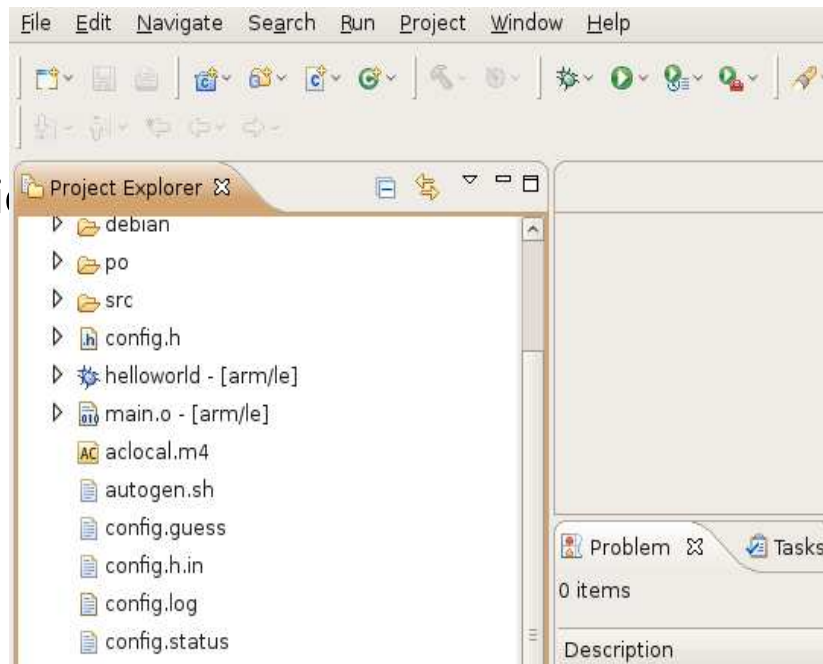 File Edit Navigate Search Run Project Window Help
Project Explorer
debian
po
src
config.h
helloworld - [arm/le]
main.o - [arm/le]
aclocal.m4
autogen.sh
config.guess
config.h.in
config.log
config.status
Problem Tasks
0 items
Description